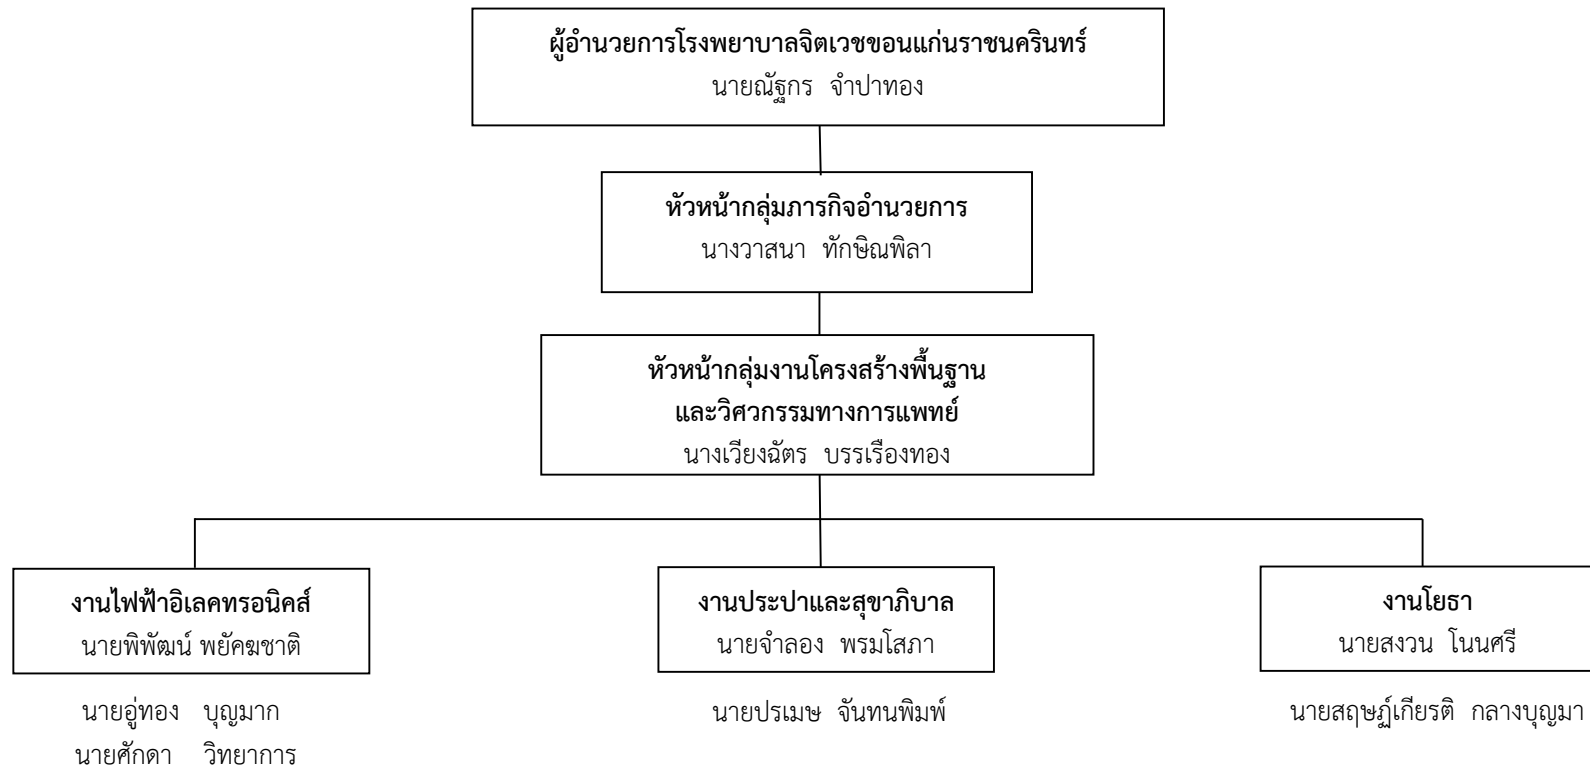 ผู้อำนวยการโรงพยาบาลจิตเวชขอนแก่นราชนครินทร์
นายณัฐกร จำปาทอง
หัวหน้ากลุ่มภารกิจอำนวยการ
นางวาสนา ทักษิณพิลา
หัวหน้ากลุ่มงานโครงสร้างพื้นฐาน
และวิศวกรรมทางการแพทย์
นางเวียงฉัตร บรรเรืองทอง
งานไฟฟ้าอิเลคทรอนิคส์
นายพิพัฒน์ พยัคฆชาติ
นายอู่ทอง บุญมาก
นายศักดา วิทยาการ
งานประปาและสุขาภิบาล
นายจำลอง พรมโสภา
นายปรเมษ จันทนพิมพ์
งานโยธา
นายสงวน โนนศรี
นายสฤษฏ์เกียรติ กลางบุญมา